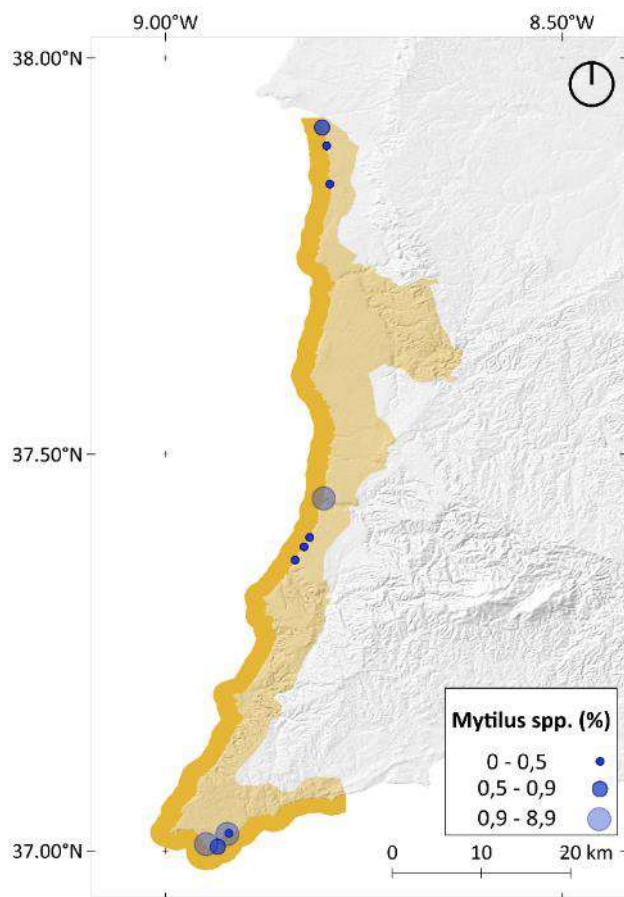 9.00°W 8.50°W
38.00°N
37.50°N
Mytilus spp. (%)
0 - 0,5
0,5 - 0,9
0,9 - 8,9
37.00°N
0 10 20 km